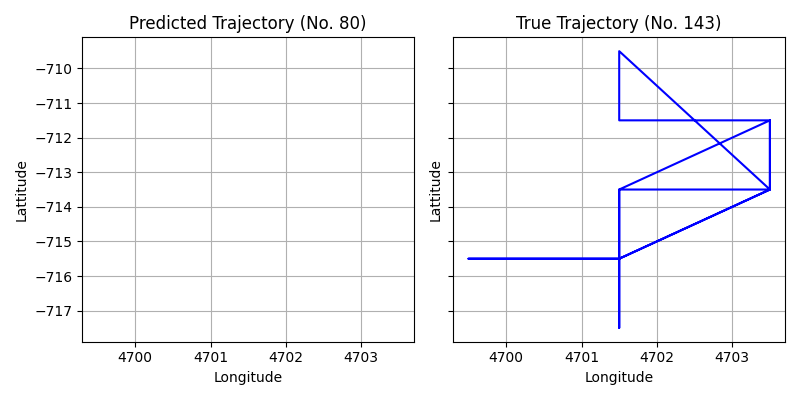 Predicted Trajectory (No. 80)
−710
−711
−712
−713
−714
−715
−716
−717
Lattitude
4700 4701 4702 4703
Longitude
True Trajectory (No. 143)
Lattitude
4700 4701 4702 4703
Longitude